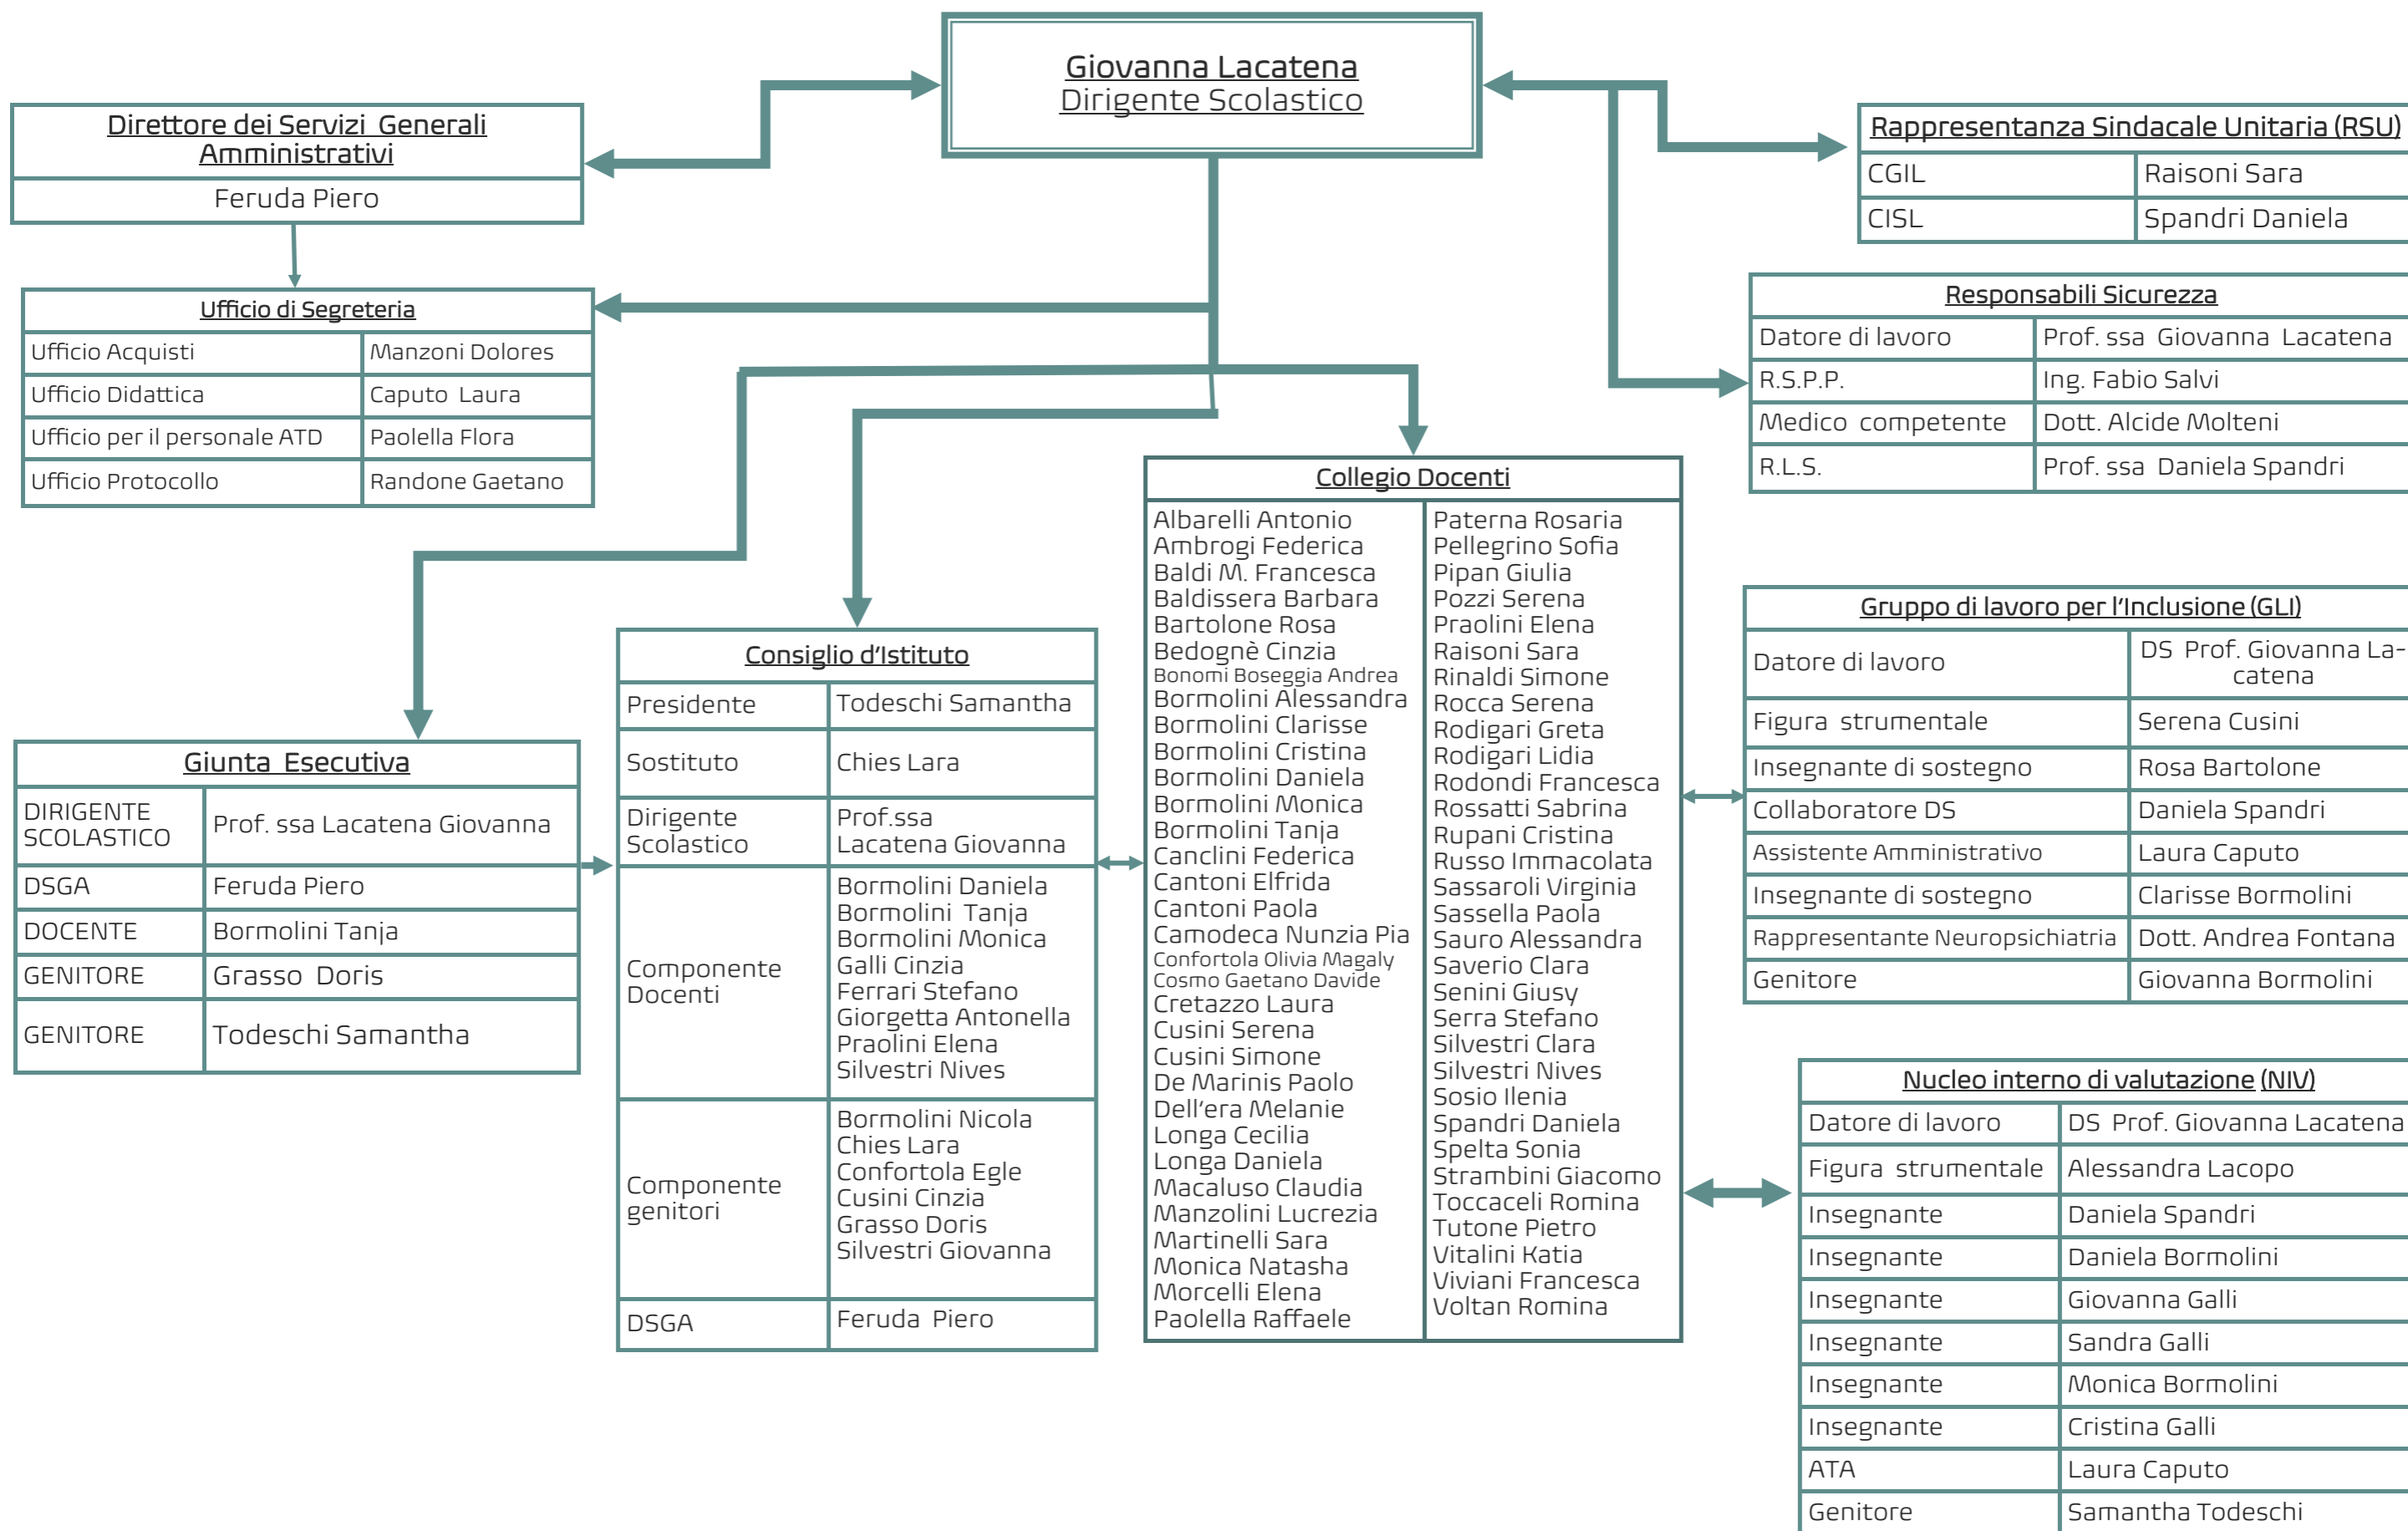 Giovanna Lacatena
Dirigente Scolastico
Direttore dei Servizi Generali
Amministrativi
Feruda Piero
Rappresentanza Sindacale Unitaria (RSU)
CGIL Raisoni Sara
CISL Spandri Daniela
Ufficio di Segreteria
Ufficio Acquisti Manzoni Dolores
Ufficio Didattica Caputo Laura
Ufficio per il personale ATD Paolella Flora
Ufficio Protocollo Randone Gaetano
Responsabili Sicurezza
Datore di lavoro Prof. ssa Giovanna Lacatena
R.S.P.P. Ing. Fabio Salvi
Medico competente Dott. Alcide Molteni
R.L.S. Prof. ssa Daniela Spandri
Giunta Esecutiva
DIRIGENTE
SCOLASTICO
Prof. ssa Lacatena Giovanna
DSGA Feruda Piero
DOCENTE Bormolini Tanja
GENITORE Grasso Doris
GENITORE Todeschi Samantha
Consiglio d'Istituto
Presidente Todeschi Samantha
Sostituto Chies Lara
Dirigente
Scolastico
Prof.ssa
Lacatena Giovanna
Componente
Docenti
Bormolini Daniela
Bormolini Tanja
Bormolini Monica
Galli Cinzia
Ferrari Stefano
Giorgetta Antonella
Praolini Elena
Silvestri Nives
Componente
genitori
Bormolini Nicola
Chies Lara
Confortola Egle
Cusini Cinzia
Grasso Doris
Silvestri Giovanna
DSGA Feruda Piero
Collegio Docenti
Albarelli Antonio
Ambrogi Federica
Baldi M. Francesca
Baldissera Barbara
Bartolone Rosa
Bedognè Cinzia
Bonomi Boseggia Andrea
Bormolini Alessandra
Bormolini Clarisse
Bormolini Cristina
Bormolini Daniela
Bormolini Monica
Bormolini Tanja
Canclini Federica
Cantoni Elfrida
Cantoni Paola
Camodeca Nunzia Pia
Confortola Olivia Magaly
Cosmo Gaetano Davide
Cretazzo Laura
Cusini Serena
Cusini Simone
De Marinis Paolo
Dell'era Melanie
Longa Cecilia
Longa Daniela
Macaluso Claudia
Manzolini Lucrezia
Martinelli Sara
Monica Natasha
Morcelli Elena
Paolella Raffaele
Paterna Rosaria
Pellegrino Sofia
Pipan Giulia
Pozzi Serena
Praolini Elena
Raisoni Sara
Rinaldi Simone
Rocca Serena
Rodigari Greta
Rodigari Lidia
Rodondi Francesca
Rossatti Sabrina
Rupani Cristina
Russo Immacolata
Sassaroli Virginia
Sassella Paola
Sauro Alessandra
Saverio Clara
Senini Giusy
Serra Stefano
Silvestri Clara
Silvestri Nives
Sosio Ilenia
Spandri Daniela
Spelta Sonia
Strambini Giacomo
Toccaceli Romina
Tutone Pietro
Vitalini Katia
Viviani Francesca
Voltan Romina
Gruppo di lavoro per l'Inclusione (GLI)
Datore di lavoro
DS Prof. Giovanna La-
catena
Figura strumentale Serena Cusini
Insegnante di sostegno Rosa Bartolone
Collaboratore DS Daniela Spandri
Assistente Amministrativo Laura Caputo
Insegnante di sostegno Clarisse Bormolini
Rappresentante Neuropsichiatria Dott. Andrea Fontana
Genitore Giovanna Bormolini
Nucleo interno di valutazione (NIV)
Datore di lavoro DS Prof. Giovanna Lacatena
Figura strumentale Alessandra Lacopo
Insegnante Daniela Spandri
Insegnante Daniela Bormolini
Insegnante Giovanna Galli
Insegnante Sandra Galli
Insegnante Monica Bormolini
Insegnante Cristina Galli
ATA Laura Caputo
Genitore Samantha Todeschi